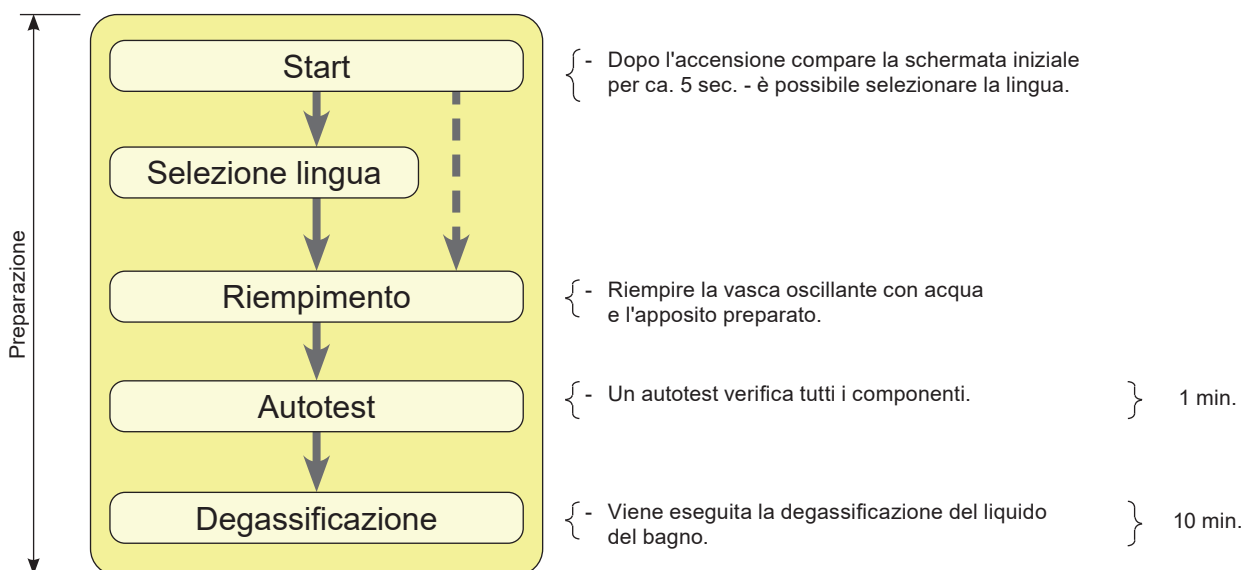 Preparazione
Start
- Dopo l'accensione compare la schermata iniziale
per ca. 5 sec. - è possibile selezionare la lingua.
Selezione lingua
Riempimento
- Riempire la vasca oscillante con acqua
e l'apposito preparato.
Autotest
- Un autotest verifica tutti i componenti.
1 min.
Degassificazione
- Viene eseguita la degassificazione del liquido
del bagno.
10 min.